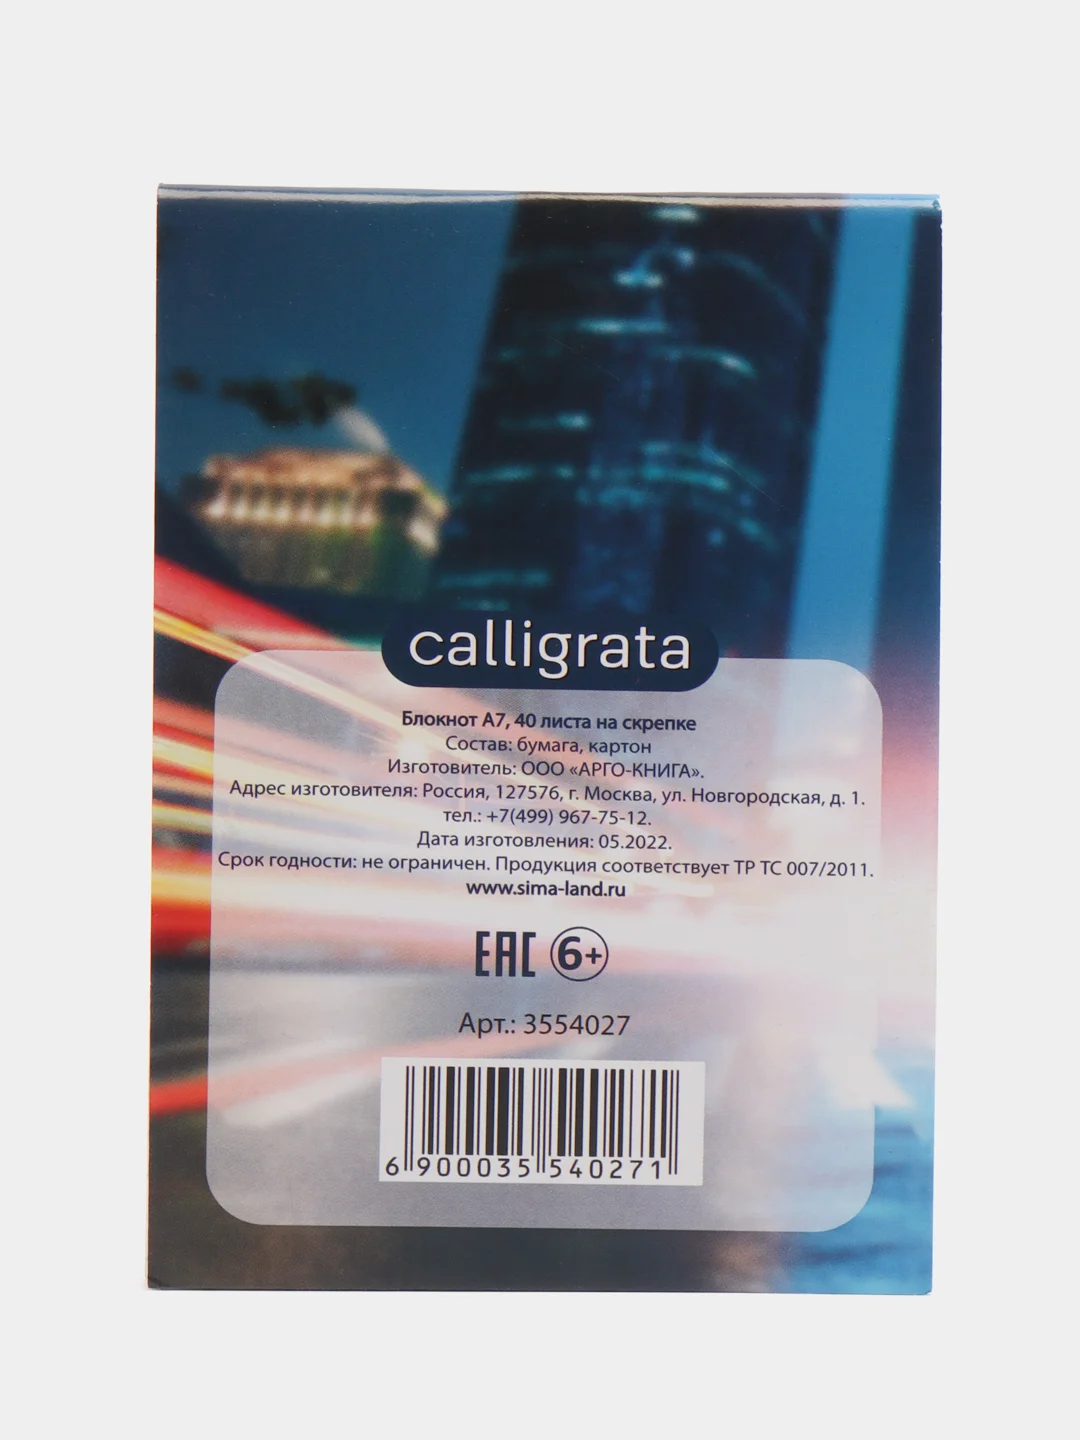 calligrata
Блокнот А7, 40 листа на скрепке
Состав: бумага, картон
Изготовитель: ООО «АРГО-КНИГА».
Адрес изготовителя: Россия, 127576, г. Москва, ул. Новгородская, д. 1.
тел.: +7(499) 967-75-12.
Дата изготовления: 05.2022.
Срок годности: не ограничен. Продукция соответствует ТР ТС 007/2011.
www.sima-land.ru
EAC 6+
Арт.: 3554027
6 900035 540271